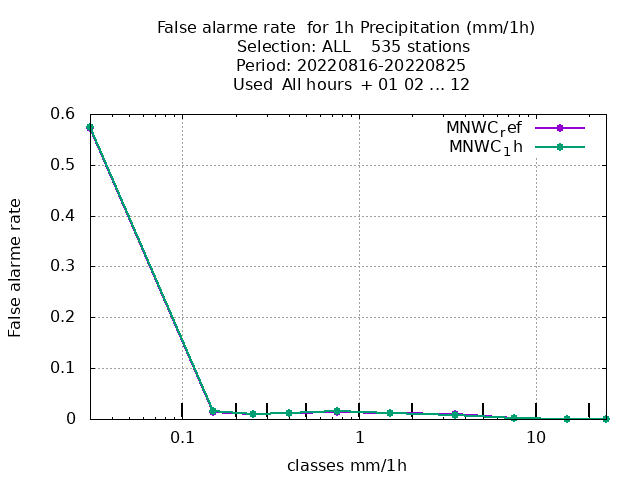 False alarme rate  for 1h Precipitation (mm/1h)
Selection: ALL    535 stations
Period: 20220816-20220825
Used  All hours  + 01 02 ... 12
0.6
MNWC_ref
MNWC_1h
0.5
0.4
0.3
0.2
0.1
0
False alarme rate
0.1
1
10
classes mm/1h